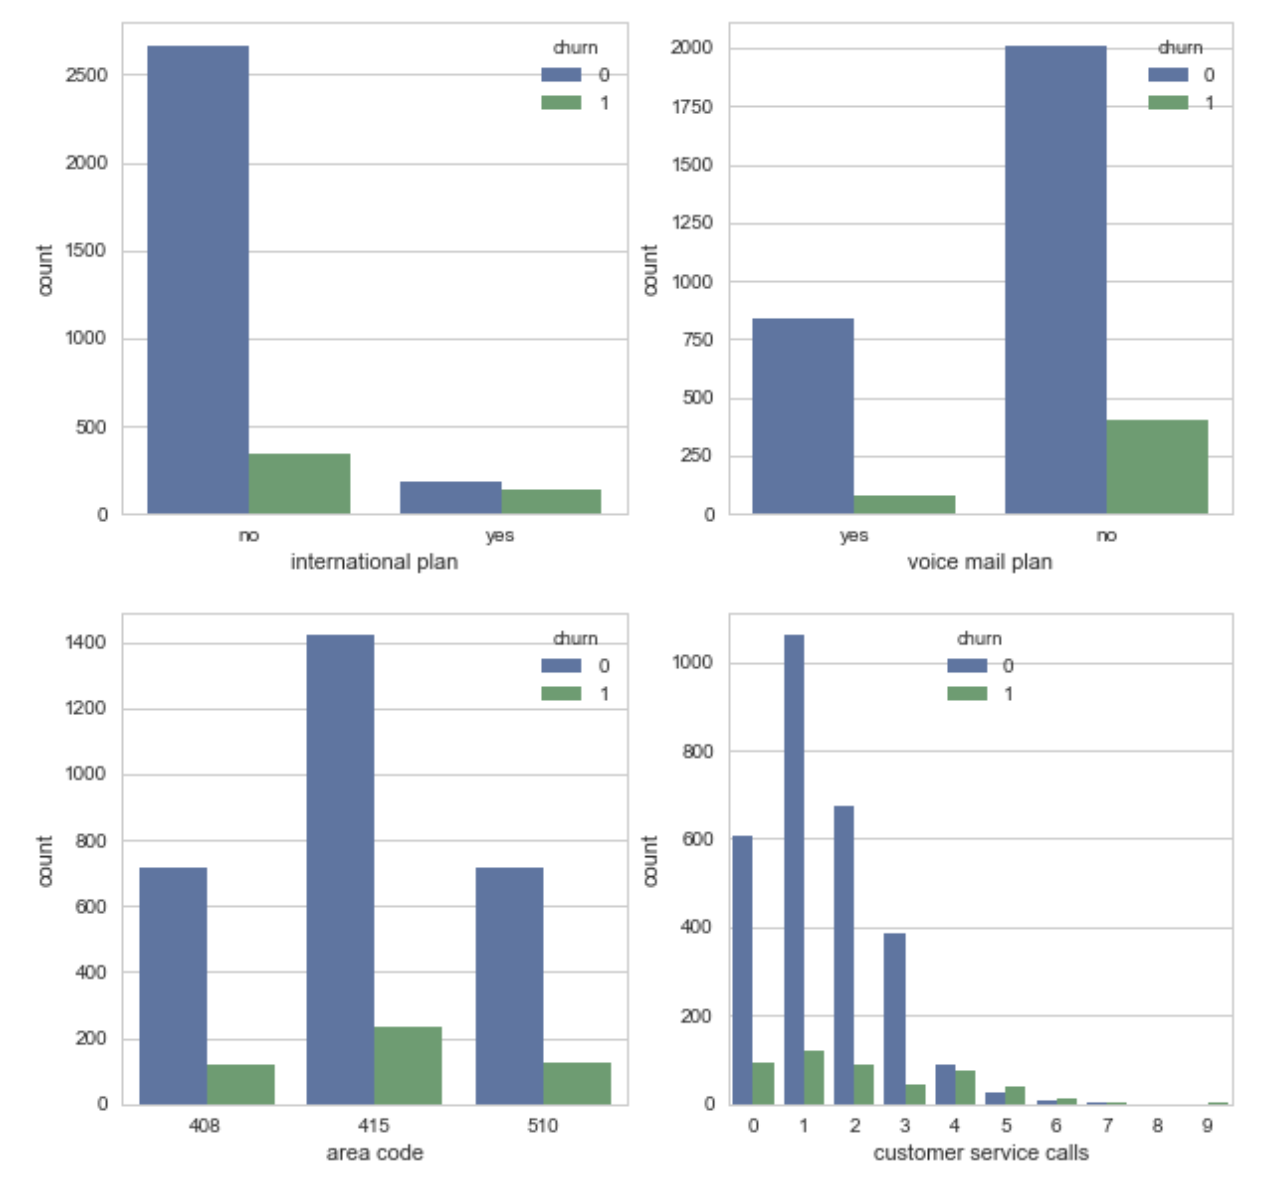 churn
0
1
2500
2000
1500
1000
500
0
count
no yes
international plan
churn
0
1
2000
1750
1500
1250
1000
750
500
250
0
count
yes no
voice mail plan
churn
0
1
1400
1200
1000
800
600
400
200
0
count
408 415 510
area code
churn
0
1
1000
800
600
400
200
0
count
0 1 2 3 4 5 6 7 8 9
customer service calls